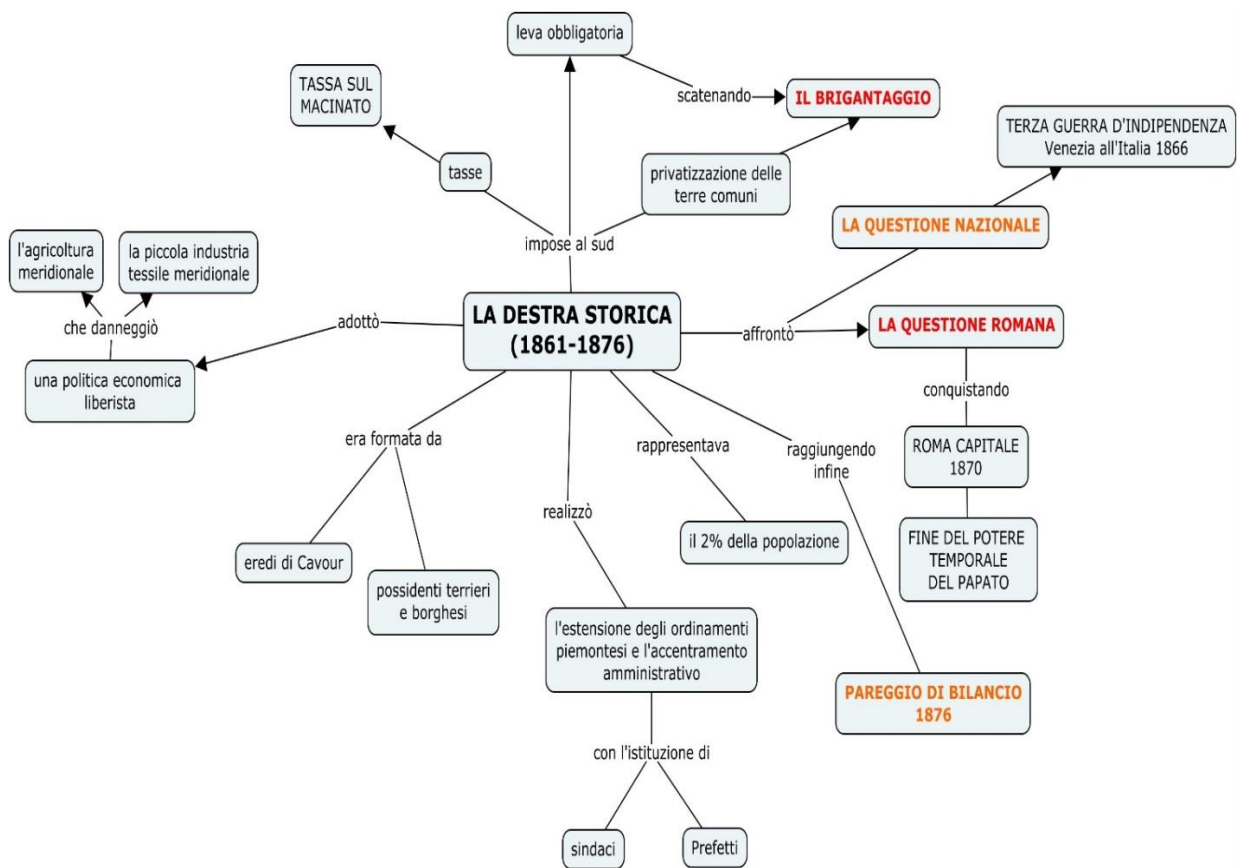 leva obbligatoria
TASSA SUL
MACINATO
scatenando
IL BRIGANTAGGIO
TERZA GUERRA D'INDIPENDENZA
Venezia all'Italia 1866
tasse
privatizzazione delle
terre comuni
LA QUESTIONE NAZIONALE
impose al sud
l'agricoltura
meridionale
la piccola industria
tessile meridionale
che danneggiò
adottò
LA DESTRA STORICA
(1861-1876)
affrontò
LA QUESTIONE ROMANA
una politica economica
liberista
conquistando
era formata da
rappresentava
raggiungendo
infine
ROMA CAPITALE
1870
realizzò
eredi di Cavour
possidenti terrieri
e borghesi
il 2% della popolazione
FINE DEL POTERE
TEMPORALE
DEL PAPATO
l'estensione degli ordinamenti
piemontesi e l'accentramento
amministrativo
PAREGGIO DI BILANCIO
1876
con l'istituzione di
sindaci
Prefetti